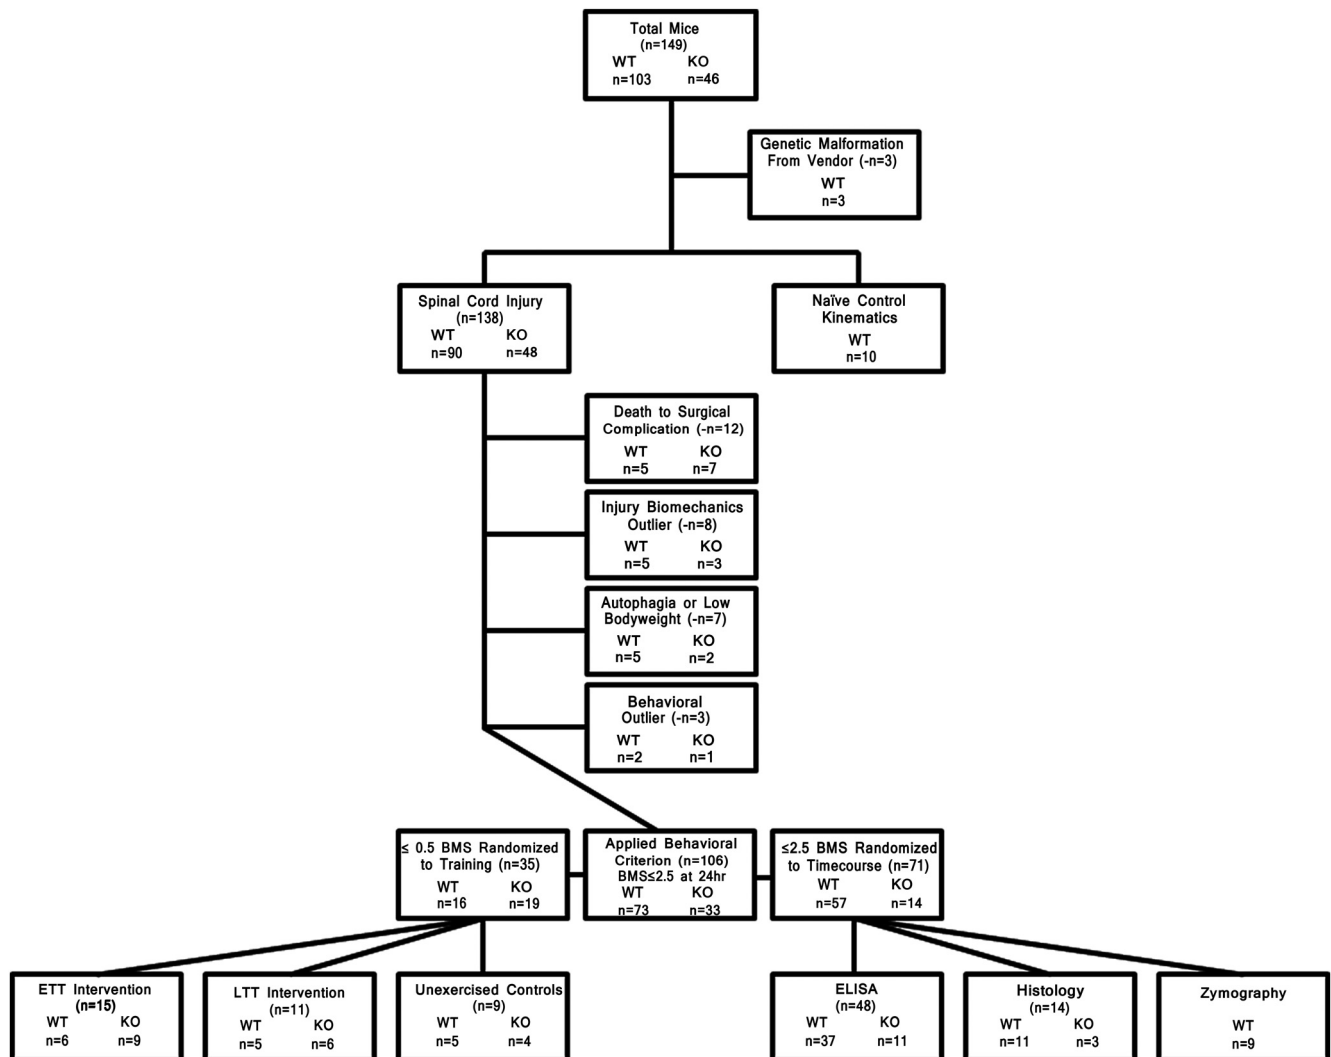 Total Mice
(n=149)
WT KO
n=103 n=46
Genetic Malformation
From Vendor (-n=3)
WT
n=3
Spinal Cord Injury
(n=138)
WT KO
n=90 n=48
Naïve Control
Kinematics
WT
n=10
Death to Surgical
Complication (-n=12)
WT KO
n=5 n=7
Injury Biomechanics
Outlier (-n=8)
WT KO
n=5 n=3
Autophagia or Low
Bodyweight (-n=7)
WT KO
n=5 n=2
Behavioral
Outlier (-n=3)
WT KO
n=2 n=1
≤ 0.5 BMS Randomized
to Training (n=35)
WT KO
n=16 n=19
Applied Behavioral
Criterion (n=106)
BMS≤2.5 at 24hr
WT KO
n=73 n=33
≤2.5 BMS Randomized
to Timecourse (n=71)
WT KO
n=57 n=14
ETT Intervention
(n=15)
WT KO
n=6 n=9
LTT Intervention
(n=11)
WT KO
n=5 n=6
Unexercised Controls
(n=9)
WT KO
n=5 n=4
ELISA
(n=48)
WT KO
n=37 n=11
Histology
(n=14)
WT KO
n=11 n=3
Zymography
WT
n=9